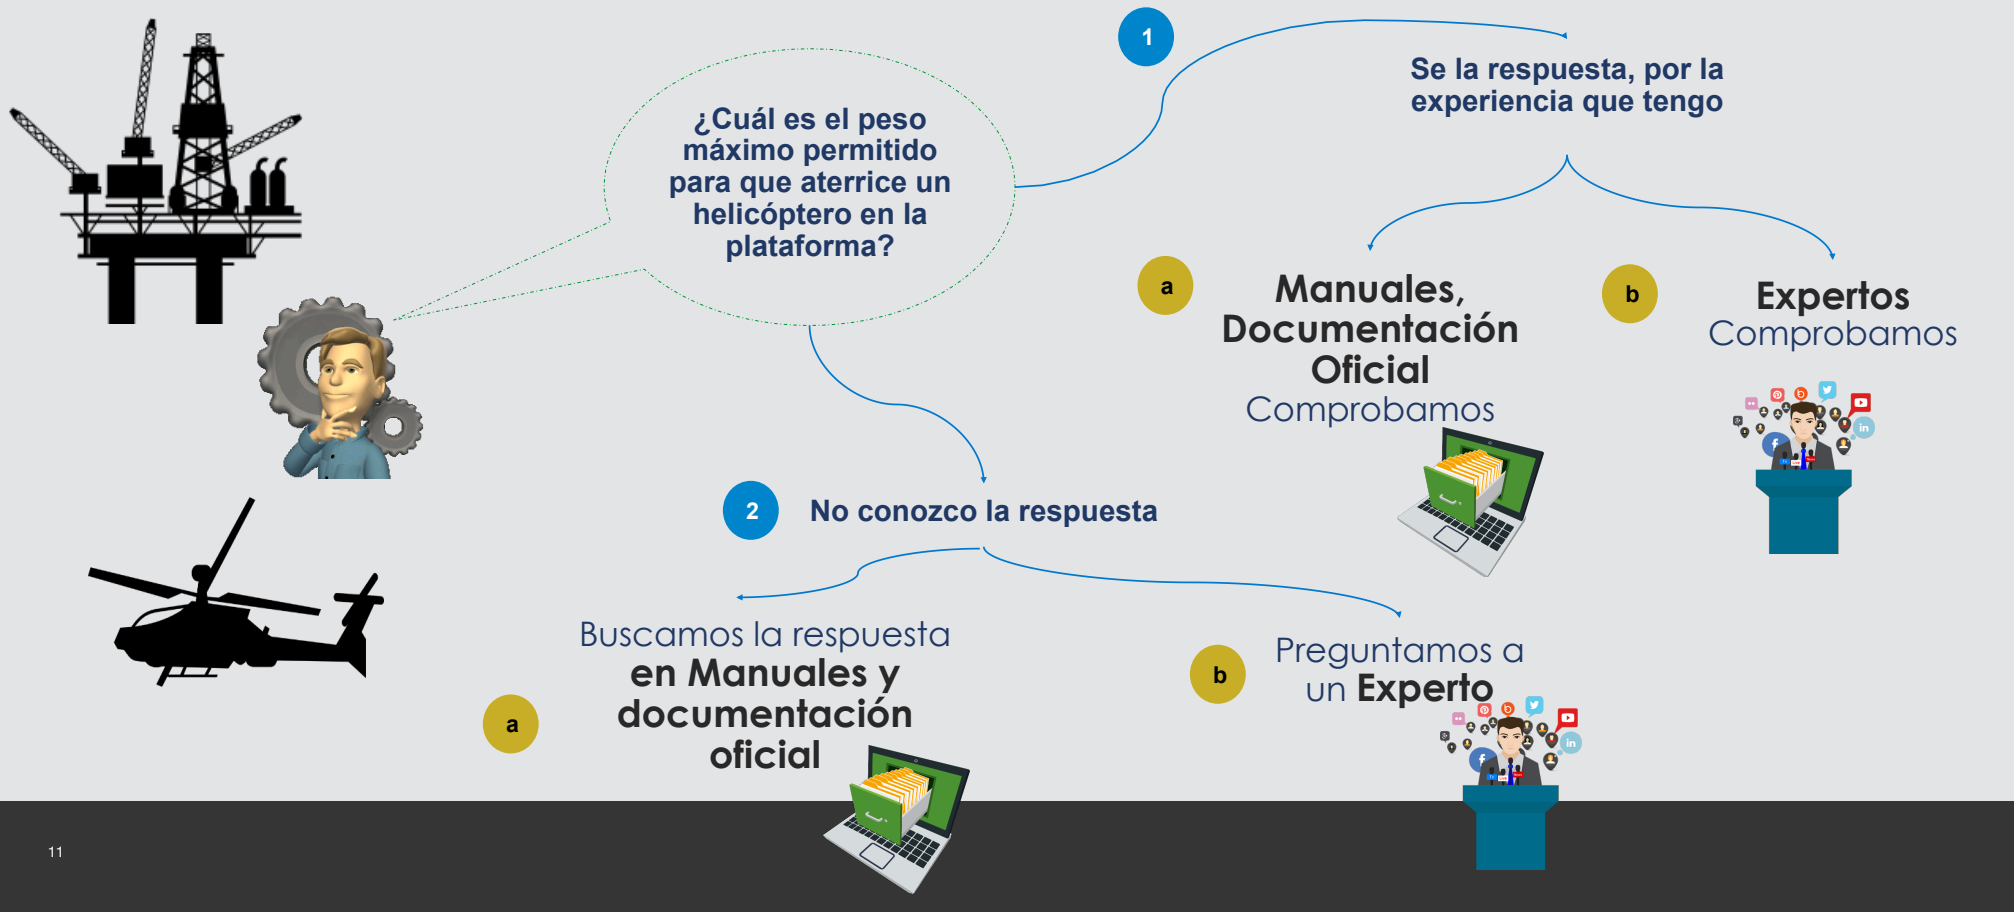 ¿Cuál es el peso
máximo permitido
para que aterrice un
helicóptero en la
plataforma?
1
Se la respuesta, por la
experiencia que tengo
a
Manuales,
Documentación
Oficial
Comprobamos
b
Expertos
Comprobamos
2
No conozco la respuesta
a
Buscamos la respuesta
en Manuales y
documentación
oficial
b
Preguntamos a
un Experto
11